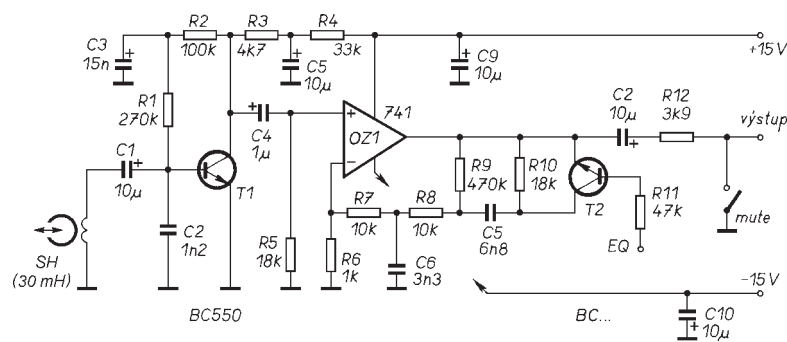 R2
100k
R3
4k7
R4
33k
C3
15n
+
C5
10µ
+
C9
10µ
+
+15V
R1
270k
C4
1µ
+
+
−
741
OZ1
C2
10µ
+
R12
3k9
výstup
C1
10µ
+
T1
R9
470k
R10
18k
T2
R11
47k
mute
R7
10k
R8
10k
C2
1n2
R5
18k
R6
1k
C6
3n3
C5
6n8
EQ
SH
(30 mH)
−15V
BC550
BC...
C10
10µ
+